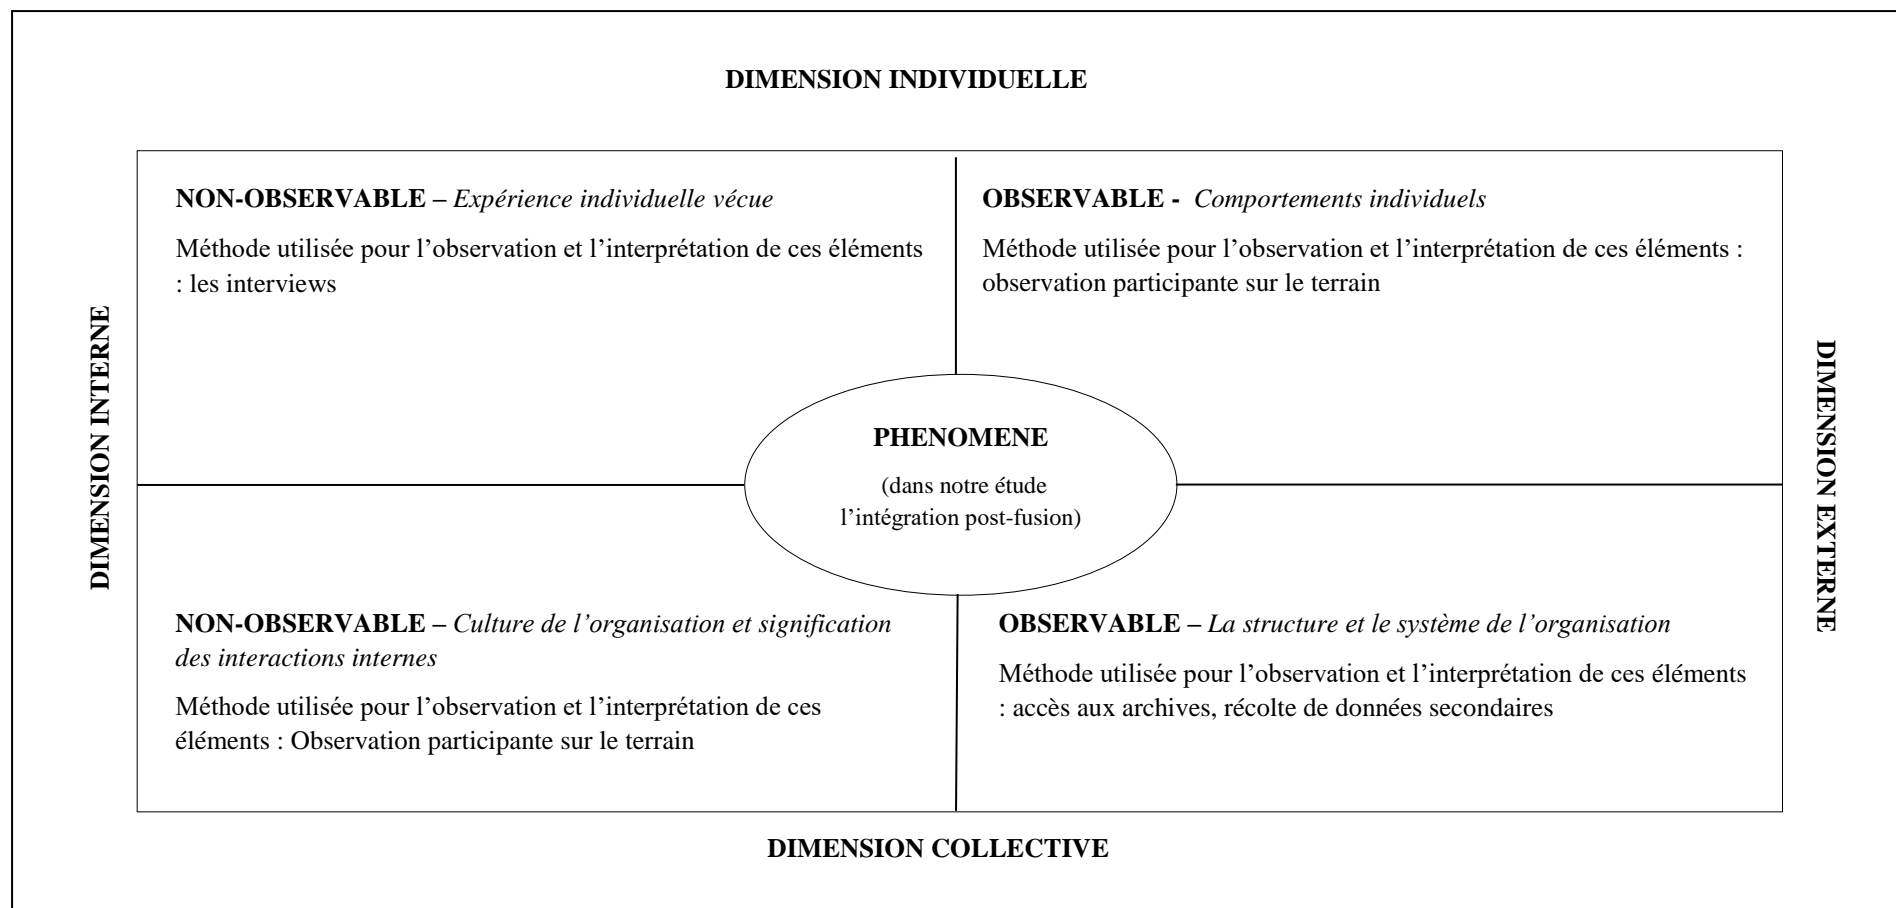 DIMENSION INDIVIDUELLE
NON-OBSERVABLE – Expérience individuelle vécue
Méthode utilisée pour l’observation et l’interprétation de ces éléments
: les interviews
OBSERVABLE - Comportements individuels
Méthode utilisée pour l’observation et l’interprétation de ces éléments :
observation participante sur le terrain
DIMENSION INTERNE
PHENOMENE
(dans notre étude
l’intégration post-fusion)
DIMENSION EXTERNE
NON-OBSERVABLE – Culture de l’organisation et signification
des interactions internes
Méthode utilisée pour l’observation et l’interprétation de ces
éléments : Observation participante sur le terrain
OBSERVABLE – La structure et le système de l’organisation
Méthode utilisée pour l’observation et l’interprétation de ces éléments
: accès aux archives, récolte de données secondaires
DIMENSION COLLECTIVE